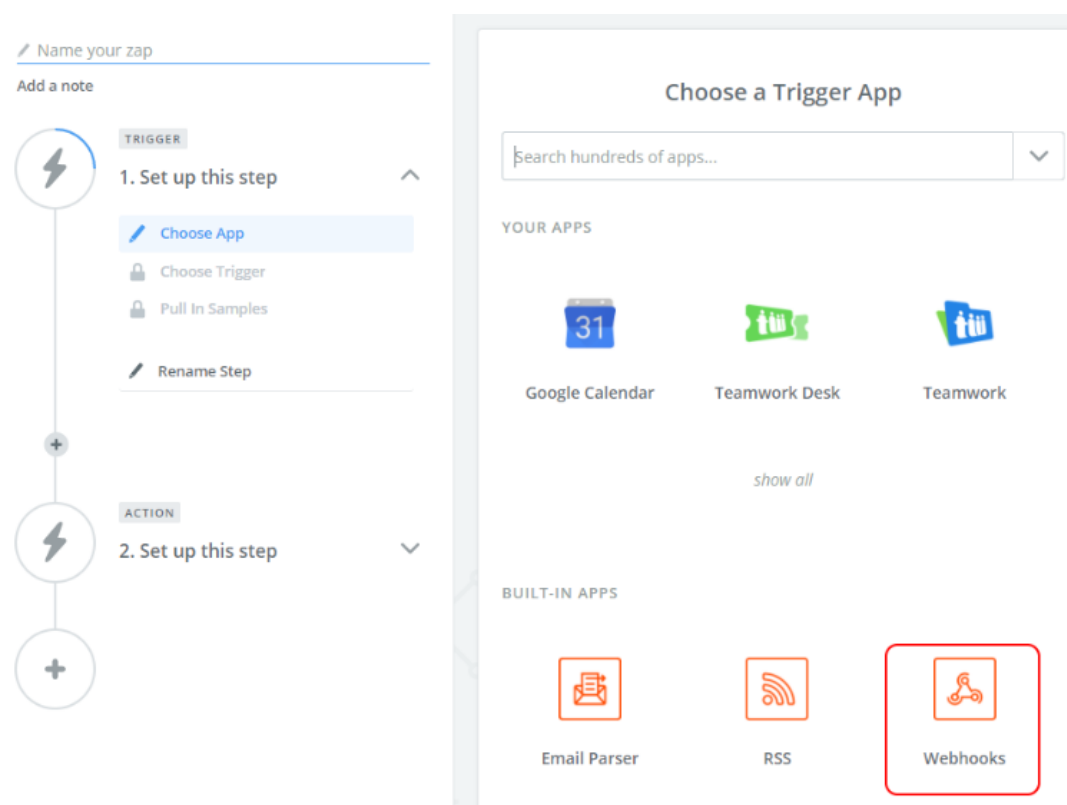 Name your zap
Add a note
TRIGGER
1. Set up this step
Choose App
Choose Trigger
Pull In Samples
Rename Step
ACTION
2. Set up this step
Choose a Trigger App
Search hundreds of apps...
YOUR APPS
31
Google Calendar
Teamwork Desk
Teamwork
show all
BUILT-IN APPS
Email Parser
RSS
Webhooks